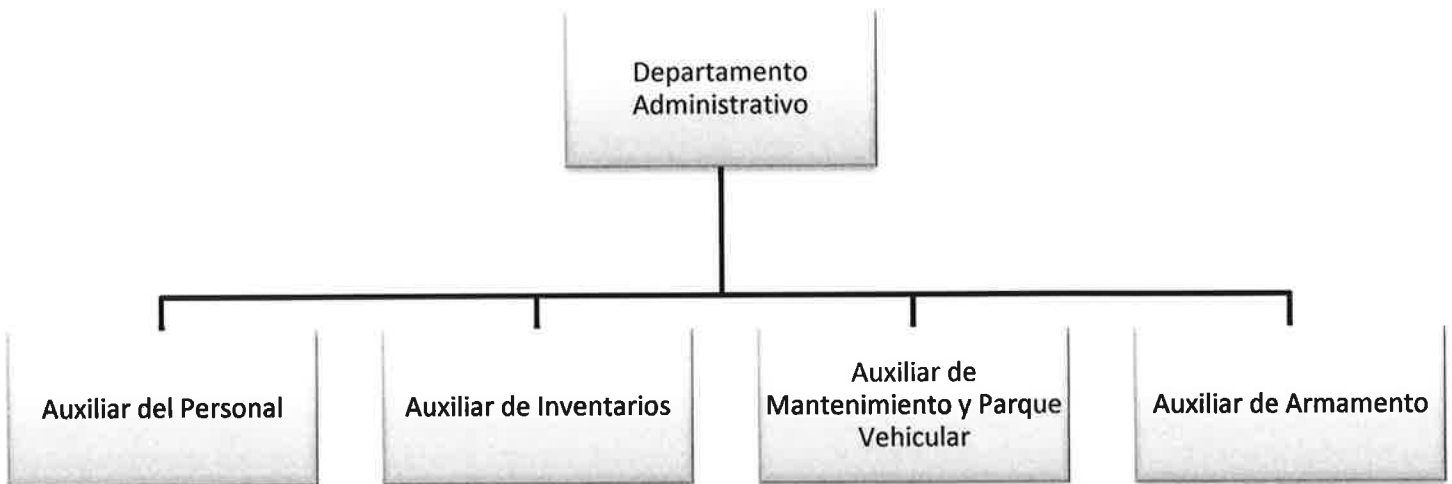 Departamento
Administrativo
Auxiliar del Personal
Auxiliar de Inventarios
Auxiliar de
Mantenimiento y Parque
Vehicular
Auxiliar de Armamento